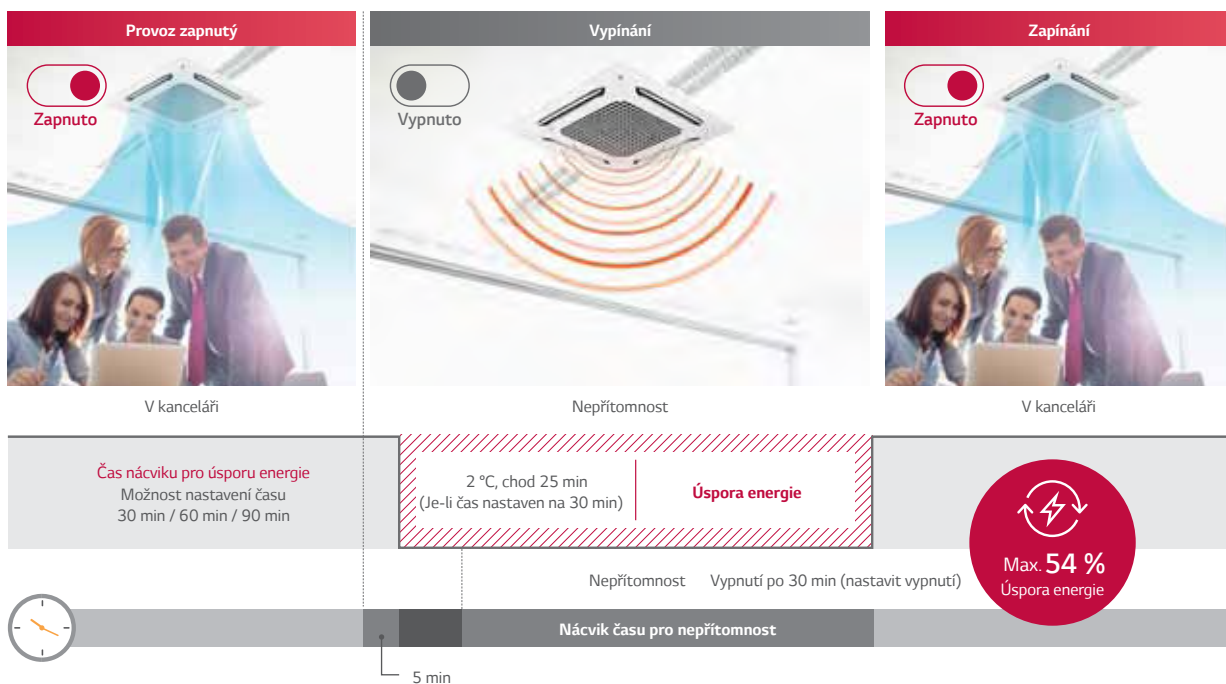 Provoz zapnutý
Vypínání
Zapínání
Zapnuto
Vypnuto
Zapnuto
V kanceláři
Nepřítomnost
V kanceláři
Čas nácviku pro úsporu energie
Možnost nastavení času
30 min / 60 min / 90 min
2 °C, chod 25 min
(Je-li čas nastaven na 30 min)
Úspora energie
Max. 54 %
Úspora energie
Nepřítomnost Vypnutí po 30 min (nastavit vypnutí)
Nácvik času pro nepřítomnost
5 min